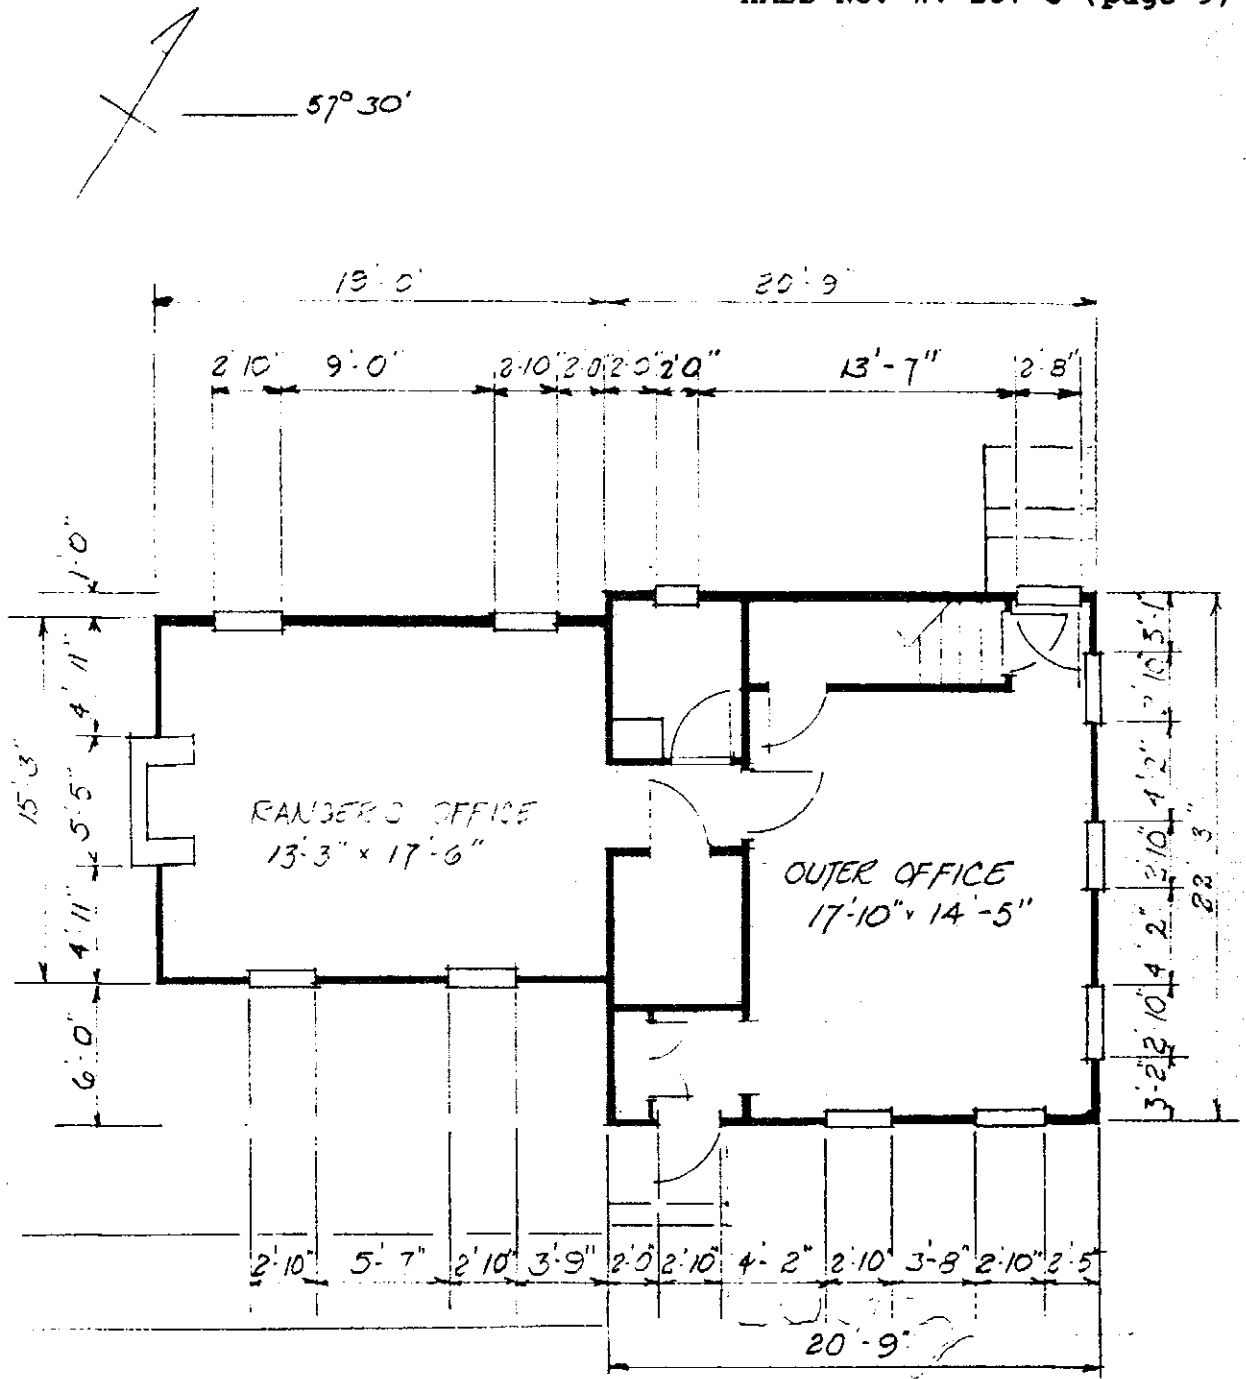 (page 9)
57° 30'
19'-0" 20'-9"
2'10" 9'-0" 2'-10" 2'-0" 2'-0" 2'0" 13'-7" 2'-8"
1'-0"
4'11" 3'-1"
2'10"
15'-3" 5'-5" 4'2"
RANGER'S OFFICE
13'-3" x 17'-6"
2'10" 22'3"
OUTER OFFICE
17'-10" x 14'-5"
4'11" 4'2"
6'-0" 2'10"
3'-2"
2'10" 5'-7" 2'10" 3'-9" 2'-0" 2'10" 4'-2" 2'10" 3'-8" 2'10" 2'-5"
20'-9"